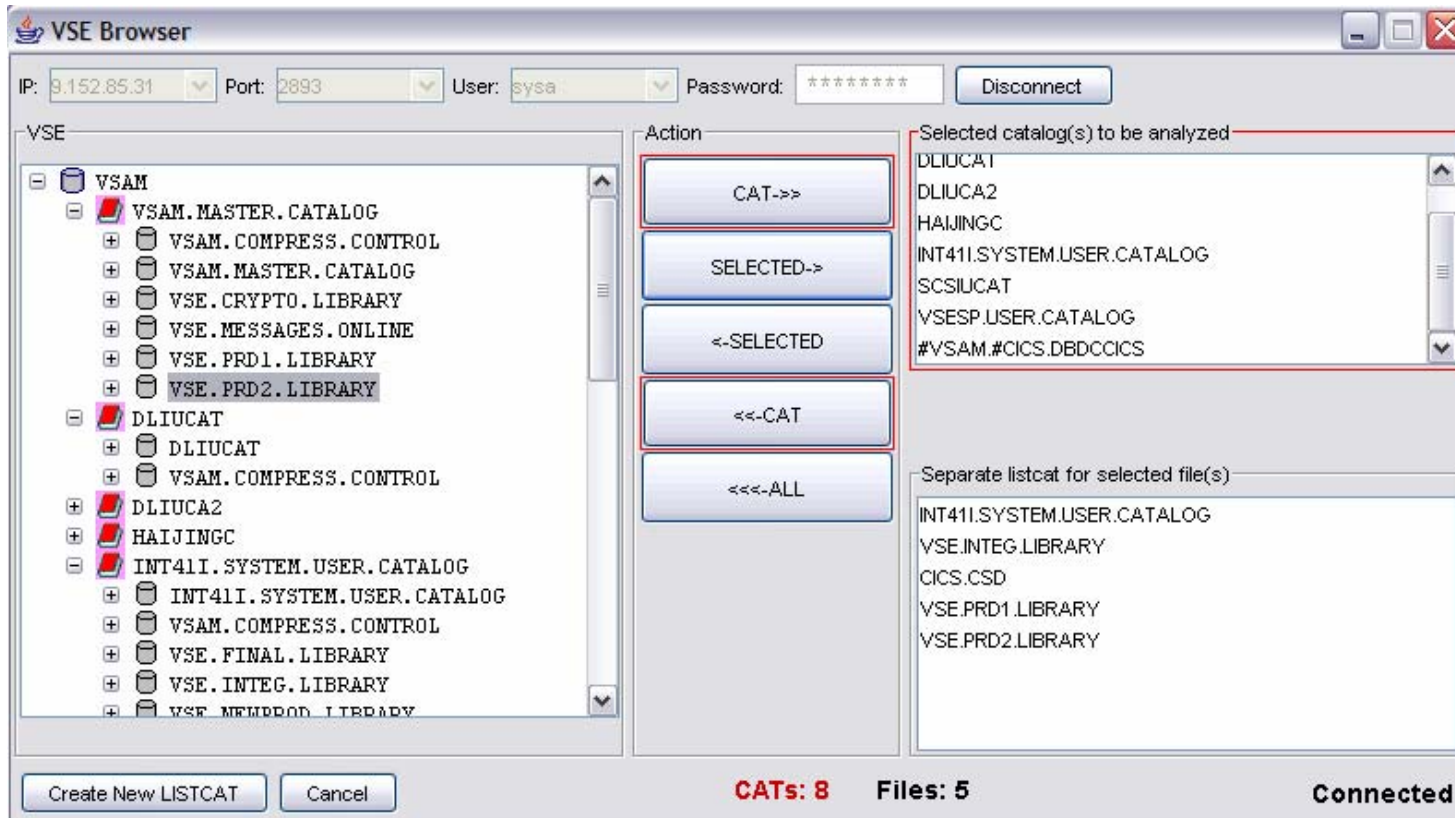 VSE Browser
IP: 9.152.85.31 Port: 2893 User: sysa Password: ******** Disconnect
VSE
VSAM
VSAM.MASTER.CATALOG
VSAM.COMPRESS.CONTROL
VSAM.MASTER.CATALOG
VSE.CRYPTO.LIBRARY
VSE.MESSAGES.ONLINE
VSE.PRD1.LIBRARY
VSE.PRD2.LIBRARY
DLIUCAT
DLIUCAT
VSAM.COMPRESS.CONTROL
DLIUCA2
HAIJINGC
INT41I.SYSTEM.USER.CATALOG
INT41I.SYSTEM.USER.CATALOG
VSAM.COMPRESS.CONTROL
VSE.FINAL.LIBRARY
VSE.INTEG.LIBRARY
VSE.NEWPROD.LIBRARY
Action
CAT->>
SELECTED->
<-SELECTED
<<-CAT
<<<-ALL
Selected catalog(s) to be analyzed
DLIUCAT
DLIUCA2
HAIJINGC
INT41I.SYSTEM.USER.CATALOG
SCSIUCAT
VSESP.USER.CATALOG
#VSAM.#CICS.DBDCCICS
Separate listcat for selected file(s)
INT41I.SYSTEM.USER.CATALOG
VSE.INTEG.LIBRARY
CICS.CSD
VSE.PRD1.LIBRARY
VSE.PRD2.LIBRARY
Create New LISTCAT Cancel CATs: 8 Files: 5 Connected